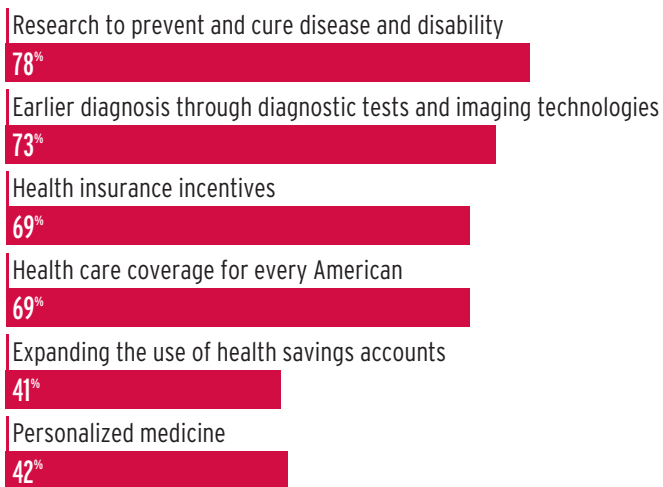 Research to prevent and cure disease and disability
78%
Earlier diagnosis through diagnostic tests and imaging technologies
73%
Health insurance incentives
69%
Health care coverage for every American
69%
Expanding the use of health savings accounts
41%
Personalized medicine
42%